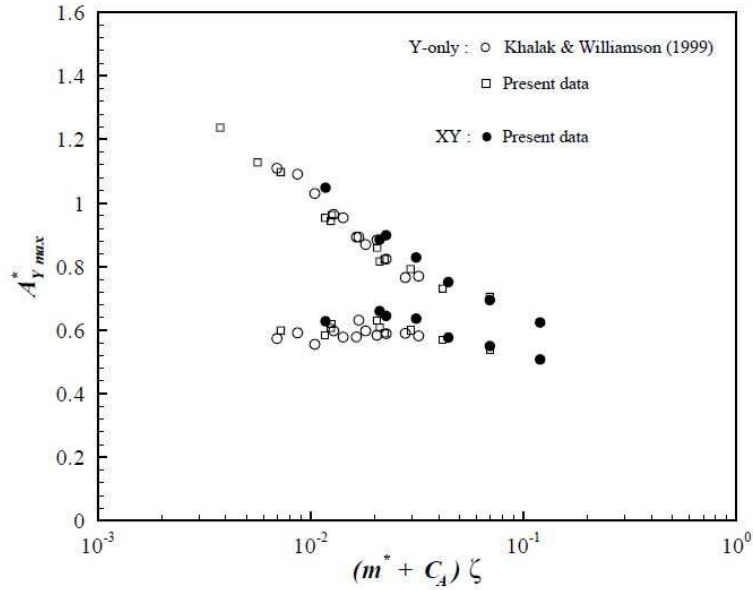 1.6
1.4
1.2
1
0.8
0.6
0.4
0.2
0
A*Y max
Y-only : Khalak & Williamson (1999)
Present data
XY : Present data
10-3
10-2
10-1
100
(m* + CA) ζ